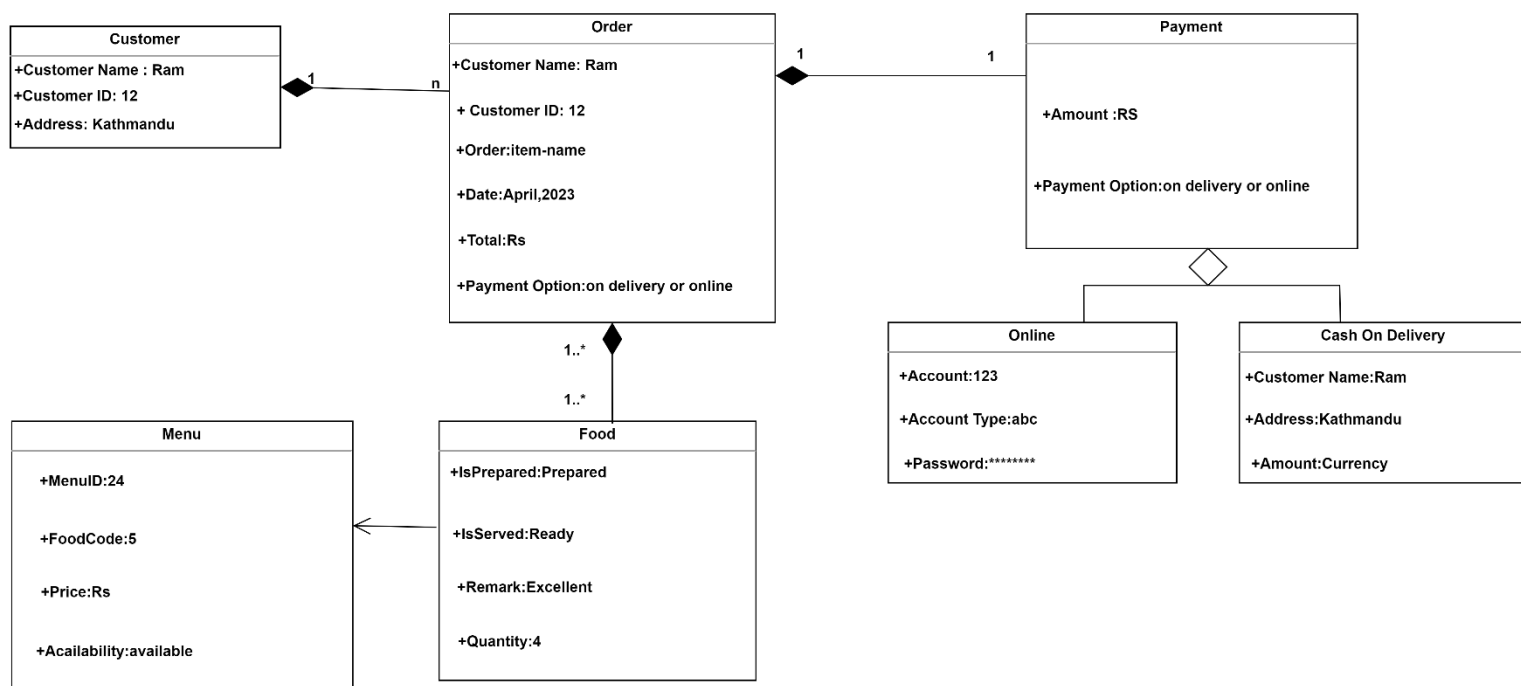 Customer
+Customer Name : Ram
+Customer ID: 12
+Address: Kathmandu
1
n
Order
+Customer Name: Ram
+ Customer ID: 12
+Order:item-name
+Date:April,2023
+Total:Rs
+Payment Option:on delivery or online
1
1
Payment
+Amount :RS
+Payment Option:on delivery or online
1..*
1..*
Online
+Account:123
+Account Type:abc
+Password:********
Cash On Delivery
+Customer Name:Ram
+Address:Kathmandu
+Amount:Currency
Menu
+MenuID:24
+FoodCode:5
+Price:Rs
+Acailability:available
Food
+IsPrepared:Prepared
+IsServed:Ready
+Remark:Excellent
+Quantity:4